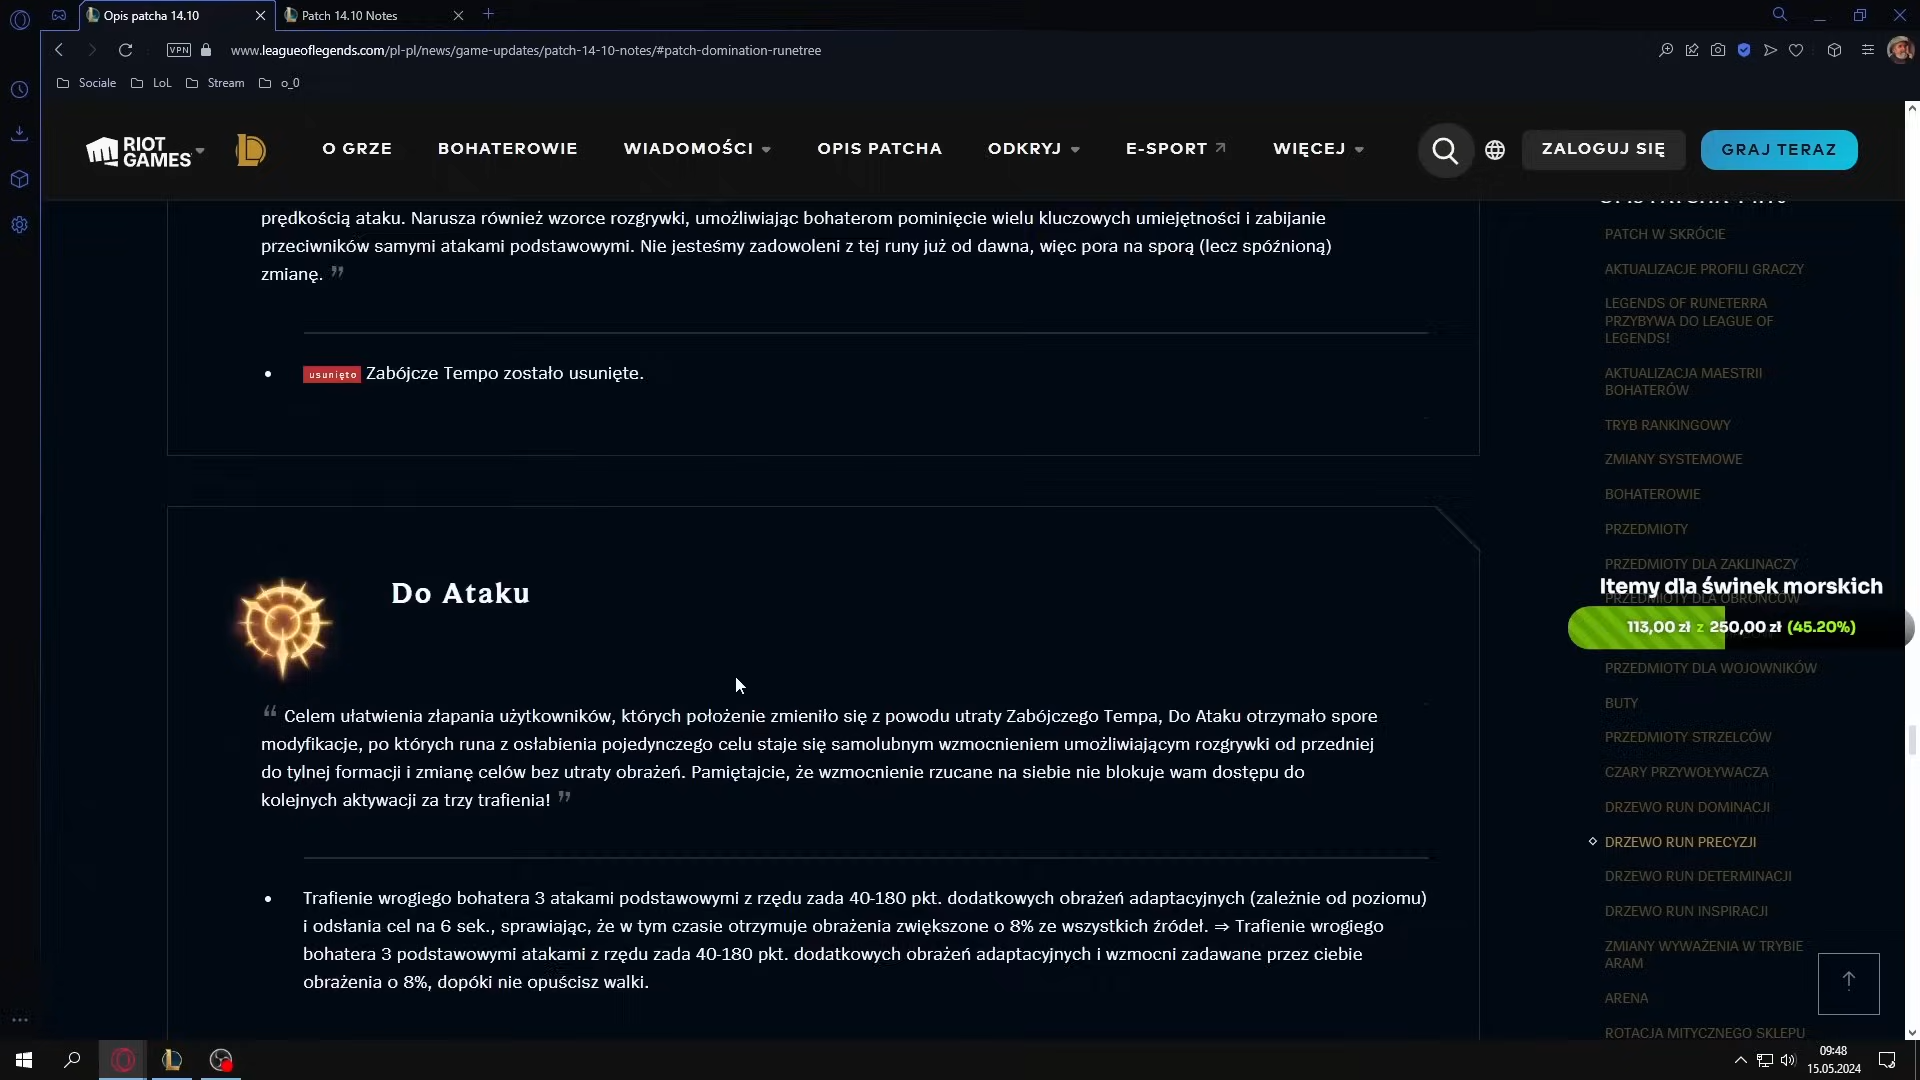 Opis patcha 14.10
Patch 14.10 Notes
VPN
www.leagueoflegends.com/pl-pl/news/game-updates/patch-14-10-notes/#patch-domination-runetree
Sociale
LoL
Stream
o_0
RIOT
GAMES
O GRZE
BOHATEROWIE
WIADOMOŚCI
OPIS PATCHA
ODKRYJ
E-SPORT
WIĘCEJ
ZALOGUJ SIĘ
GRAJ TERAZ
prędkością ataku. Narusza również wzorce rozgrywki, umożliwiając bohaterom pominięcie wielu kluczowych umiejętności i zabijanie
przeciwników samymi atakami podstawowymi. Nie jesteśmy zadowoleni z tej runy już od dawna, więc pora na sporą (lecz spóźnioną)
zmianę. ”
• usunięto Zabójcze Tempo zostało usunięte.
Do Ataku
“ Celem ułatwienia złapania użytkowników, których położenie zmieniło się z powodu utraty Zabójczego Tempa, Do Ataku otrzymało spore
modyfikacje, po których runa z osłabienia pojedynczego celu staje się samolubnym wzmocnieniem umożliwiającym rozgrywki od przedniej
do tylnej formacji i zmianę celów bez utraty obrażeń. Pamiętajcie, że wzmocnienie rzucane na siebie nie blokuje wam dostępu do
kolejnych aktywacji za trzy trafienia! ”
• Trafienie wrogiego bohatera 3 atakami podstawowymi z rzędu zada 40-180 pkt. dodatkowych obrażeń adaptacyjnych (zależnie od poziomu)
i odsłania cel na 6 sek., sprawiając, że w tym czasie otrzymuje obrażenia zwiększone o 8% ze wszystkich źródeł. ⇒ Trafienie wrogiego
bohatera 3 podstawowymi atakami z rzędu zada 40-180 pkt. dodatkowych obrażeń adaptacyjnych i wzmocni zadawane przez ciebie
obrażenia o 8%, dopóki nie opuścisz walki.
OPIS PATCHA 14.10
PATCH W SKRÓCIE
AKTUALIZACJE PROFILI GRACZY
LEGENDS OF RUNETERRA
PRZYBYWA DO LEAGUE OF
LEGENDS!
AKTUALIZACJA MAESTRII
BOHATERÓW
TRYB RANKINGOWY
ZMIANY SYSTEMOWE
BOHATEROWIE
PRZEDMIOTY
PRZEDMIOTY DLA ZAKLINACZY
Itemy dla świnek morskich
PRZEDMIOTY DLA OBROŃCÓW
113,00 zł z 250,00 zł (45.20%)
PRZEDMIOTY DLA WOJOWNIKÓW
BUTY
PRZEDMIOTY STRZELCÓW
CZARY PRZYWOŁYWACZA
DRZEWO RUN DOMINACJI
DRZEWO RUN PRECYZJI
DRZEWO RUN DETERMINACJI
DRZEWO RUN INSPIRACJI
ZMIANY WYWAŻENIA W TRYBIE
ARAM
ARENA
ROTACJA MITYCZNEGO SKLEPU
09:48
15.05.2024